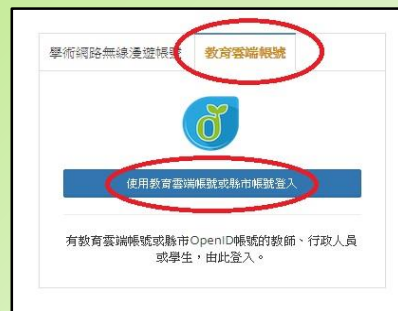 學術網路無線漫遊帳號
教育雲端帳號
使用教育雲端帳號或縣市帳號登入
有教育雲端帳號或縣市OpenID帳號的教師、行政人員
或學生，由此登入。